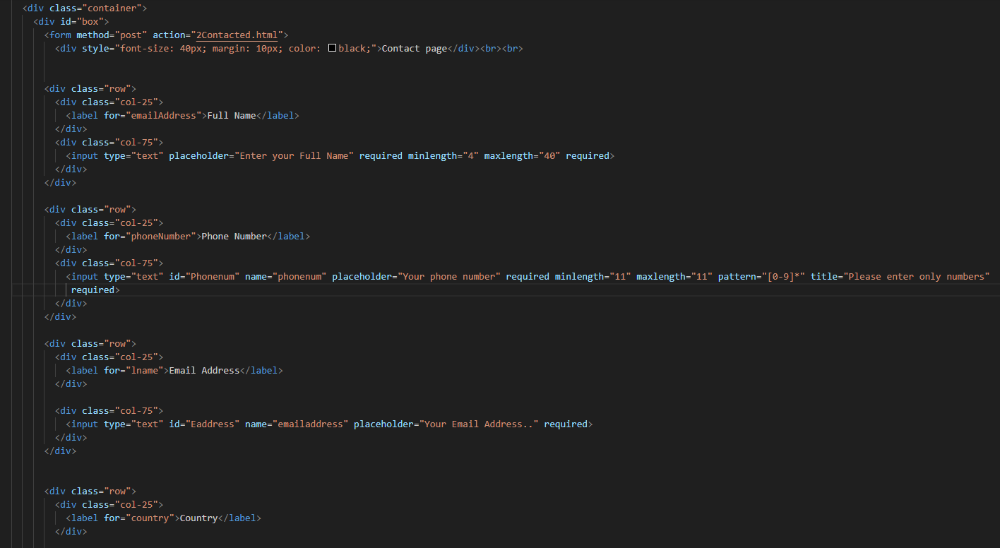 <div class="container">
<div id="box">
<form method="post" action="2Contacted.html">
<div style="font-size: 40px; margin: 10px; color: black;">Contact page</div><br><br>
<div class="row">
<div class="col-25">
<label for="emailAddress">Full Name</label>
</div>
<div class="col-75">
<input type="text" placeholder="Enter your Full Name" required minlength="4" maxlength="40" required>
</div>
</div>
<div class="row">
<div class="col-25">
<label for="phoneNumber">Phone Number</label>
</div>
<div class="col-75">
<input type="text" id="Phonenum" name="phonenum" placeholder="Your phone number" required minlength="11" maxlength="11" pattern="[0-9]*" title="Please enter only numbers"
required>
</div>
</div>
<div class="row">
<div class="col-25">
<label for="lname">Email Address</label>
</div>
<div class="col-75">
<input type="text" id="Eaddress" name="emailaddress" placeholder="Your Email Address.." required>
</div>
</div>
<div class="row">
<div class="col-25">
<label for="country">Country</label>
</div>